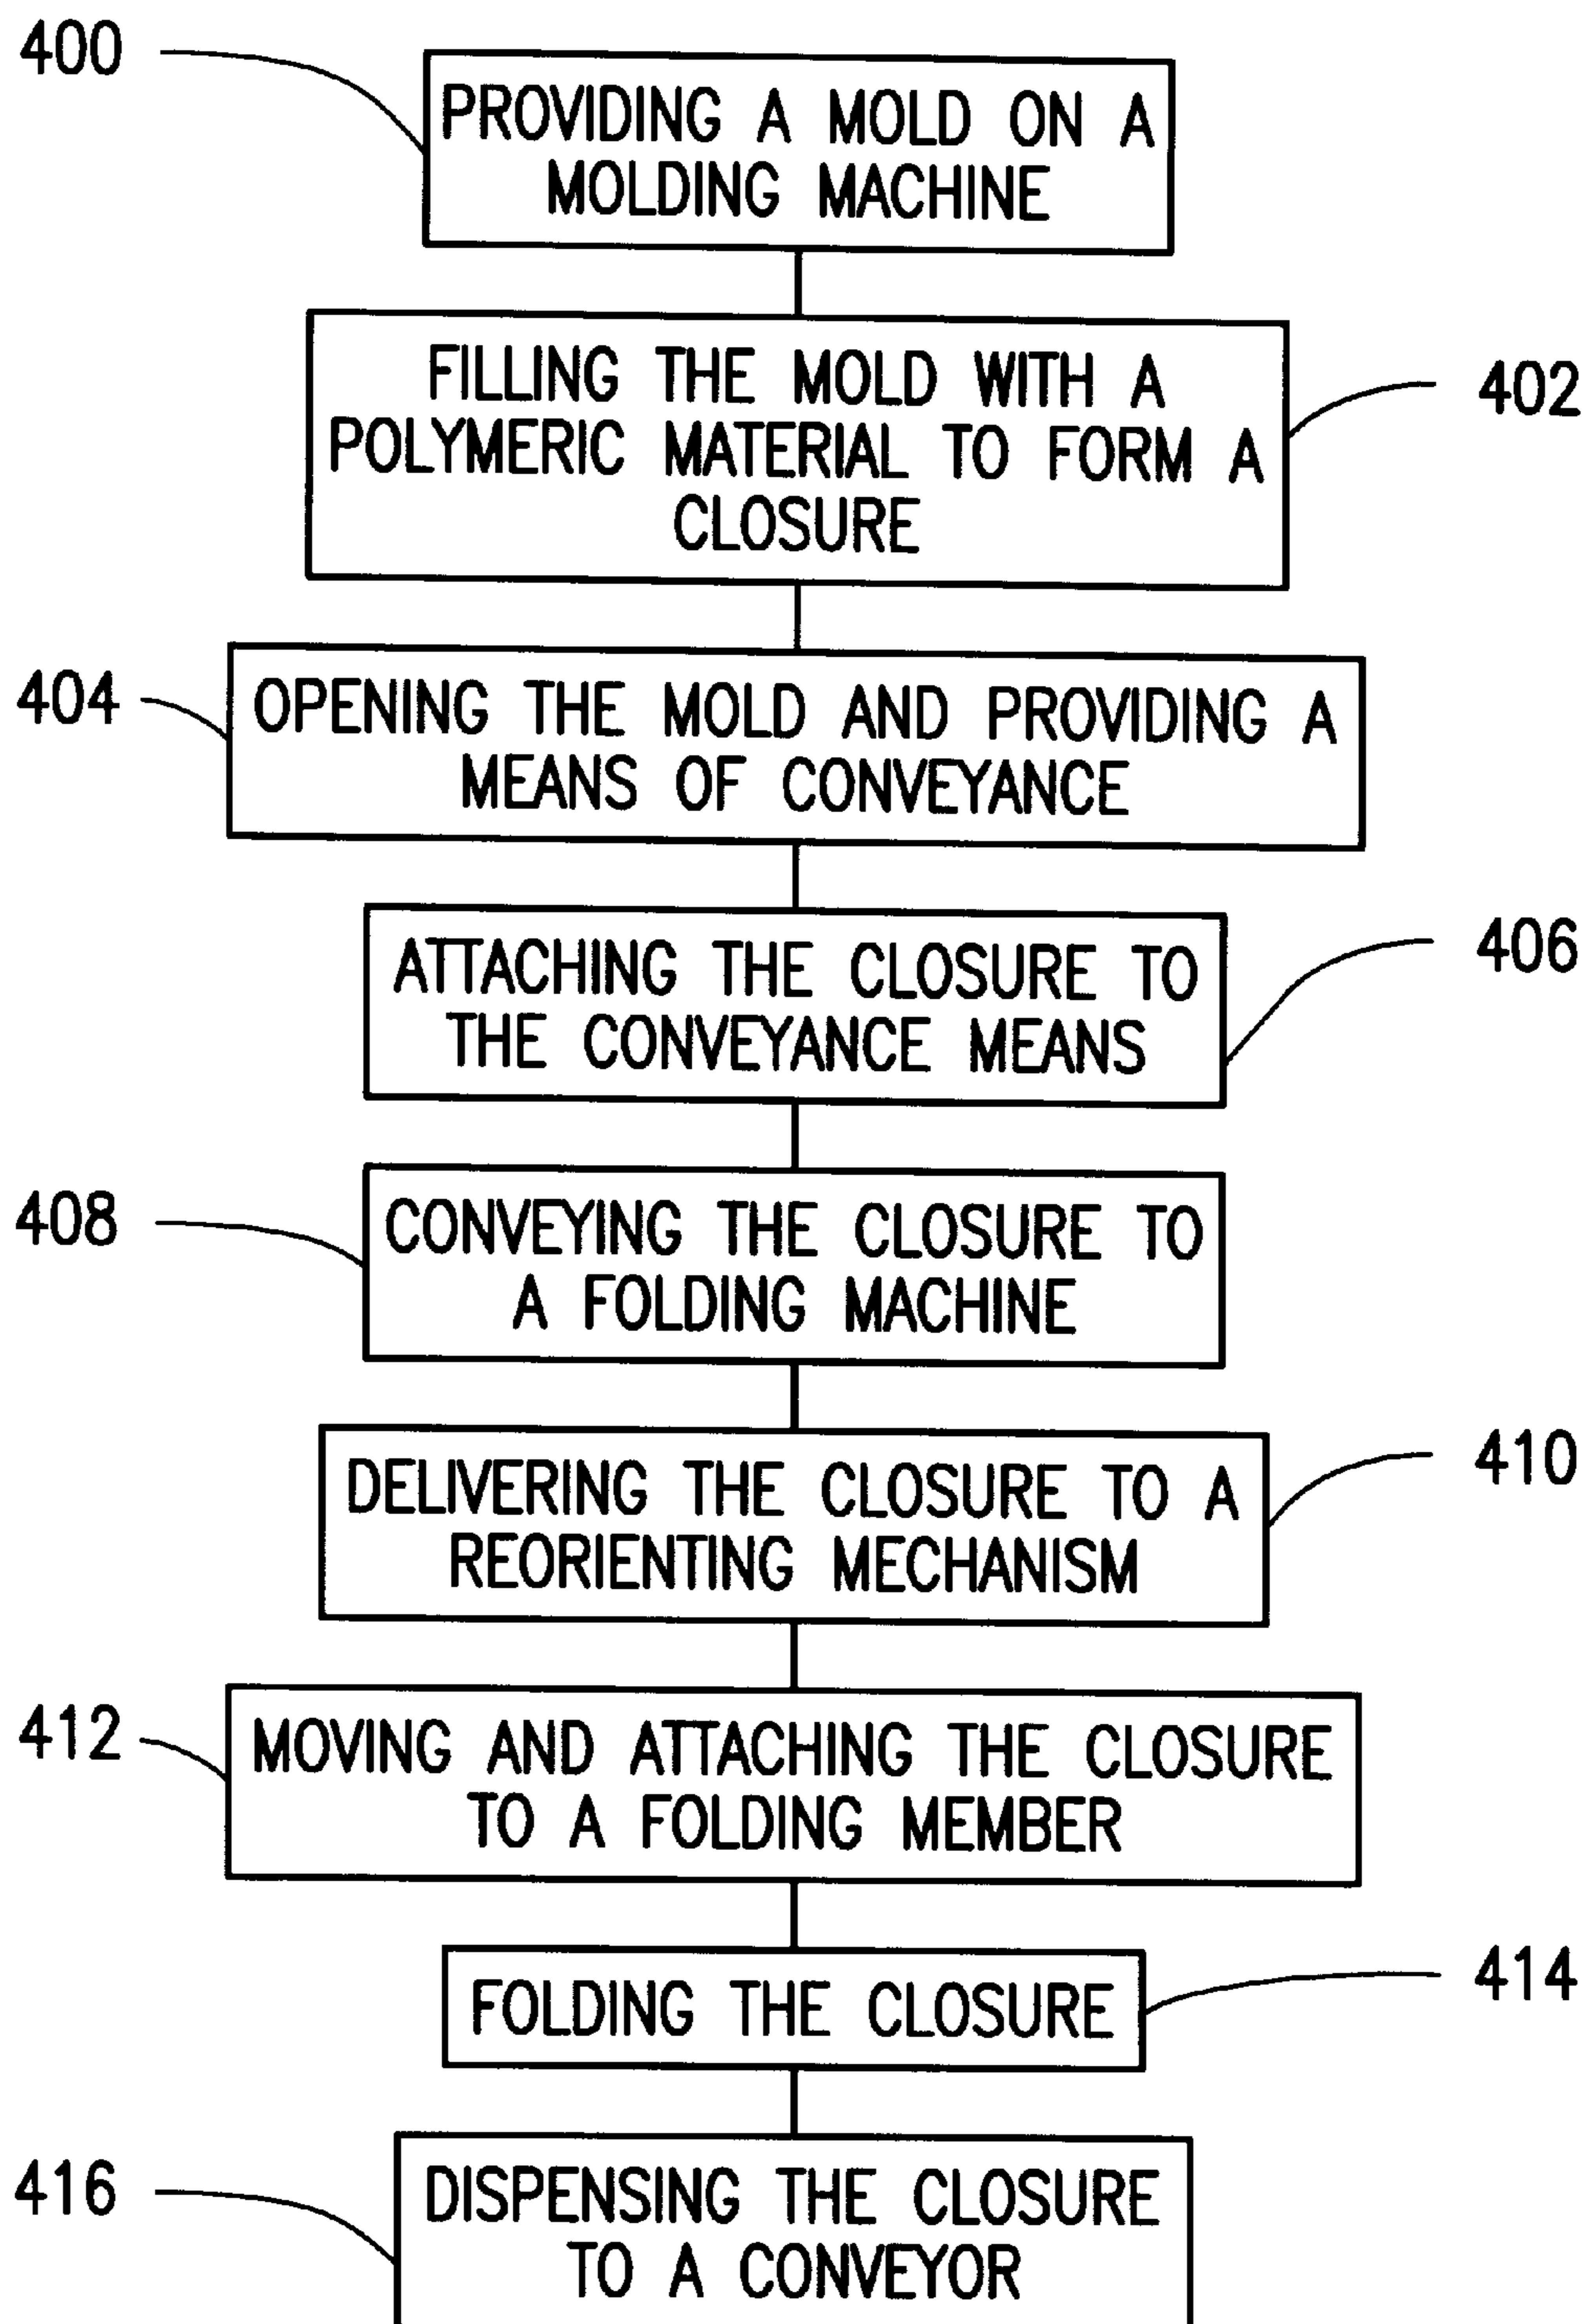 400
PROVIDING A MOLD ON A
MOLDING MACHINE
FILLING THE MOLD WITH A
POLYMERIC MATERIAL TO FORM A
CLOSURE
402
404
OPENING THE MOLD AND PROVIDING A
MEANS OF CONVEYANCE
ATTACHING THE CLOSURE TO
THE CONVEYANCE MEANS
406
408
CONVEYING THE CLOSURE TO
A FOLDING MACHINE
DELIVERING THE CLOSURE TO A
REORIENTING MECHANISM
410
412
MOVING AND ATTACHING THE CLOSURE
TO A FOLDING MEMBER
FOLDING THE CLOSURE
414
416
DISPENSING THE CLOSURE
TO A CONVEYOR